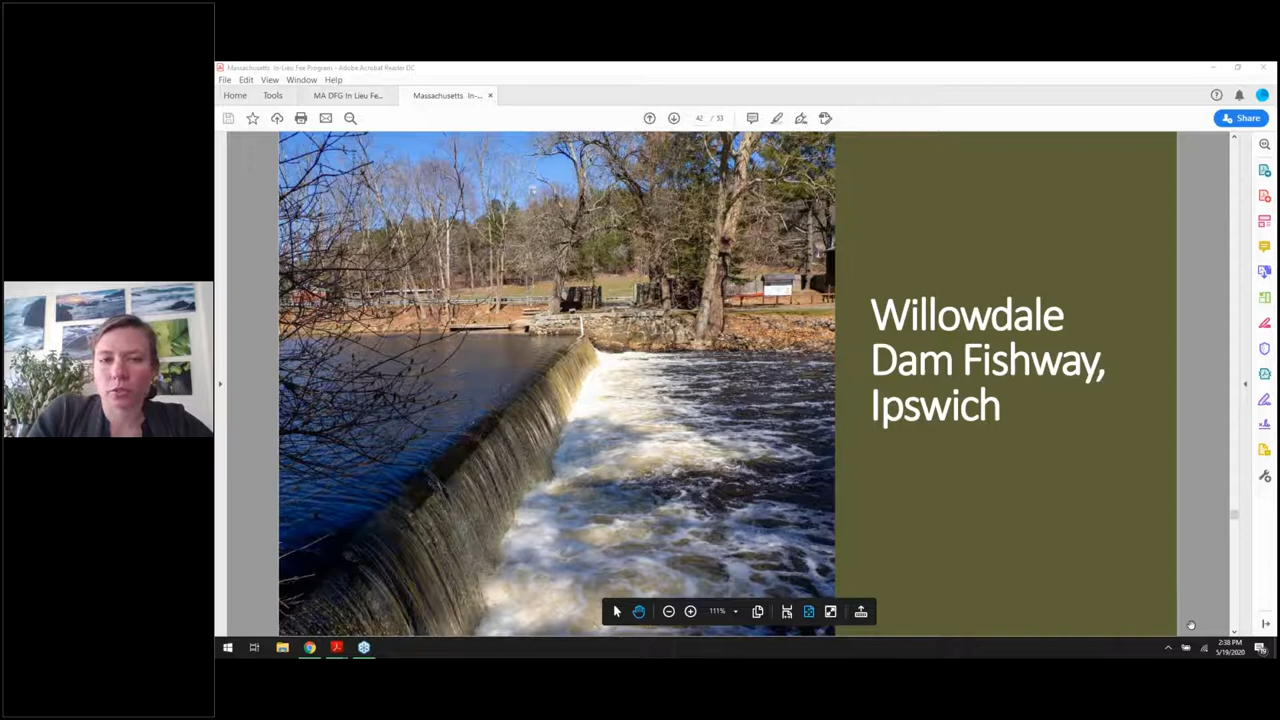 Massachusetts In-Lieu Fee Program - Adobe Acrobat Reader DC
File Edit View Window Help
Home Tools MA DFG In Lieu Fe... Massachusetts In-...
42 / 53
Share
Willowdale
Dam Fishway,
Ipswich
111%
2:38 PM
5/19/2020